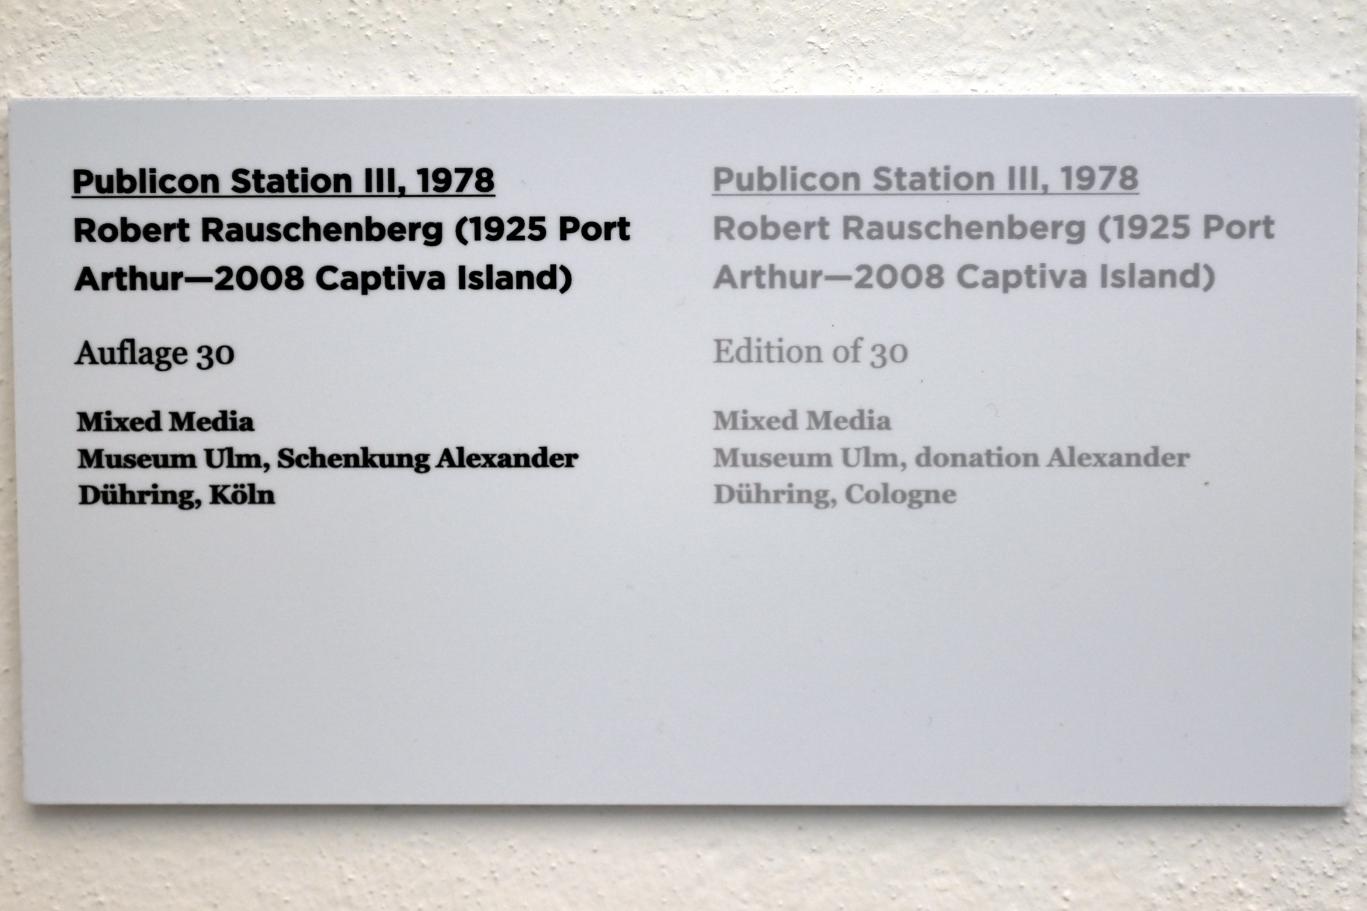 Publicon Station III, 1978
Robert Rauschenberg (1925 Port
Arthur—2008 Captiva Island)
Auflage 30
Mixed Media
Museum Ulm, Schenkung Alexander
Dühring, Köln
Publicon Station III, 1978
Robert Rauschenberg (1925 Port
Arthur—2008 Captiva Island)
Edition of 30
Mixed Media
Museum Ulm, donation Alexander
Dühring, Cologne